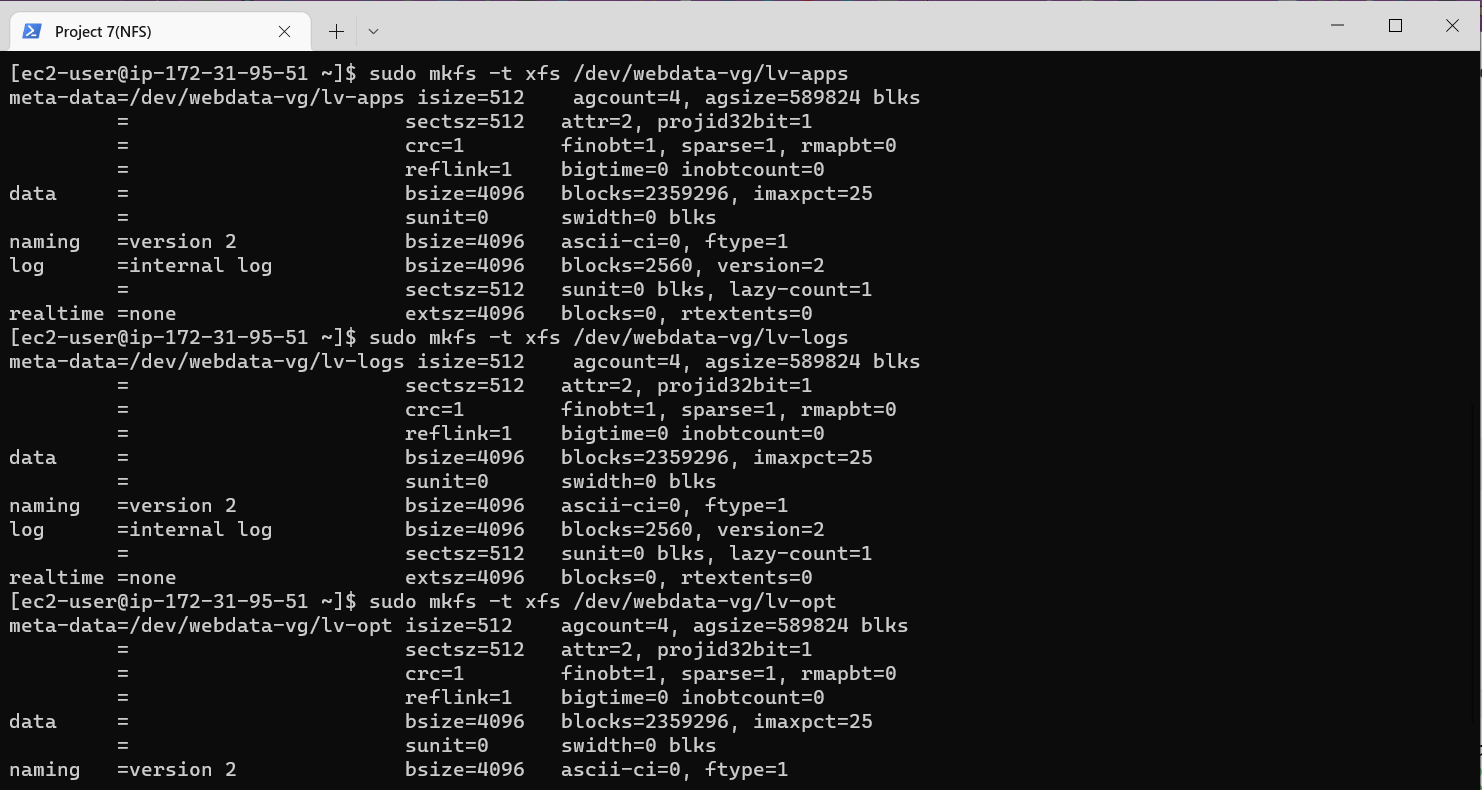 Project 7(NFS)
[ec2-user@ip-172-31-95-51 ~]$ sudo mkfs -t xfs /dev/webdata-vg/lv-apps
meta-data=/dev/webdata-vg/lv-apps isize=512    agcount=4, agsize=589824 blks
         =                       sectsz=512   attr=2, projid32bit=1
         =                       crc=1        finobt=1, sparse=1, rmapbt=0
         =                       reflink=1    bigtime=0 inobtcount=0
data     =                       bsize=4096   blocks=2359296, imaxpct=25
         =                       sunit=0      swidth=0 blks
naming   =version 2              bsize=4096   ascii-ci=0, ftype=1
log      =internal log           bsize=4096   blocks=2560, version=2
         =                       sectsz=512   sunit=0 blks, lazy-count=1
realtime =none                   extsz=4096   blocks=0, rtextents=0
[ec2-user@ip-172-31-95-51 ~]$ sudo mkfs -t xfs /dev/webdata-vg/lv-logs
meta-data=/dev/webdata-vg/lv-logs isize=512    agcount=4, agsize=589824 blks
         =                       sectsz=512   attr=2, projid32bit=1
         =                       crc=1        finobt=1, sparse=1, rmapbt=0
         =                       reflink=1    bigtime=0 inobtcount=0
data     =                       bsize=4096   blocks=2359296, imaxpct=25
         =                       sunit=0      swidth=0 blks
naming   =version 2              bsize=4096   ascii-ci=0, ftype=1
log      =internal log           bsize=4096   blocks=2560, version=2
         =                       sectsz=512   sunit=0 blks, lazy-count=1
realtime =none                   extsz=4096   blocks=0, rtextents=0
[ec2-user@ip-172-31-95-51 ~]$ sudo mkfs -t xfs /dev/webdata-vg/lv-opt
meta-data=/dev/webdata-vg/lv-opt isize=512    agcount=4, agsize=589824 blks
         =                       sectsz=512   attr=2, projid32bit=1
         =                       crc=1        finobt=1, sparse=1, rmapbt=0
         =                       reflink=1    bigtime=0 inobtcount=0
data     =                       bsize=4096   blocks=2359296, imaxpct=25
         =                       sunit=0      swidth=0 blks
naming   =version 2              bsize=4096   ascii-ci=0, ftype=1